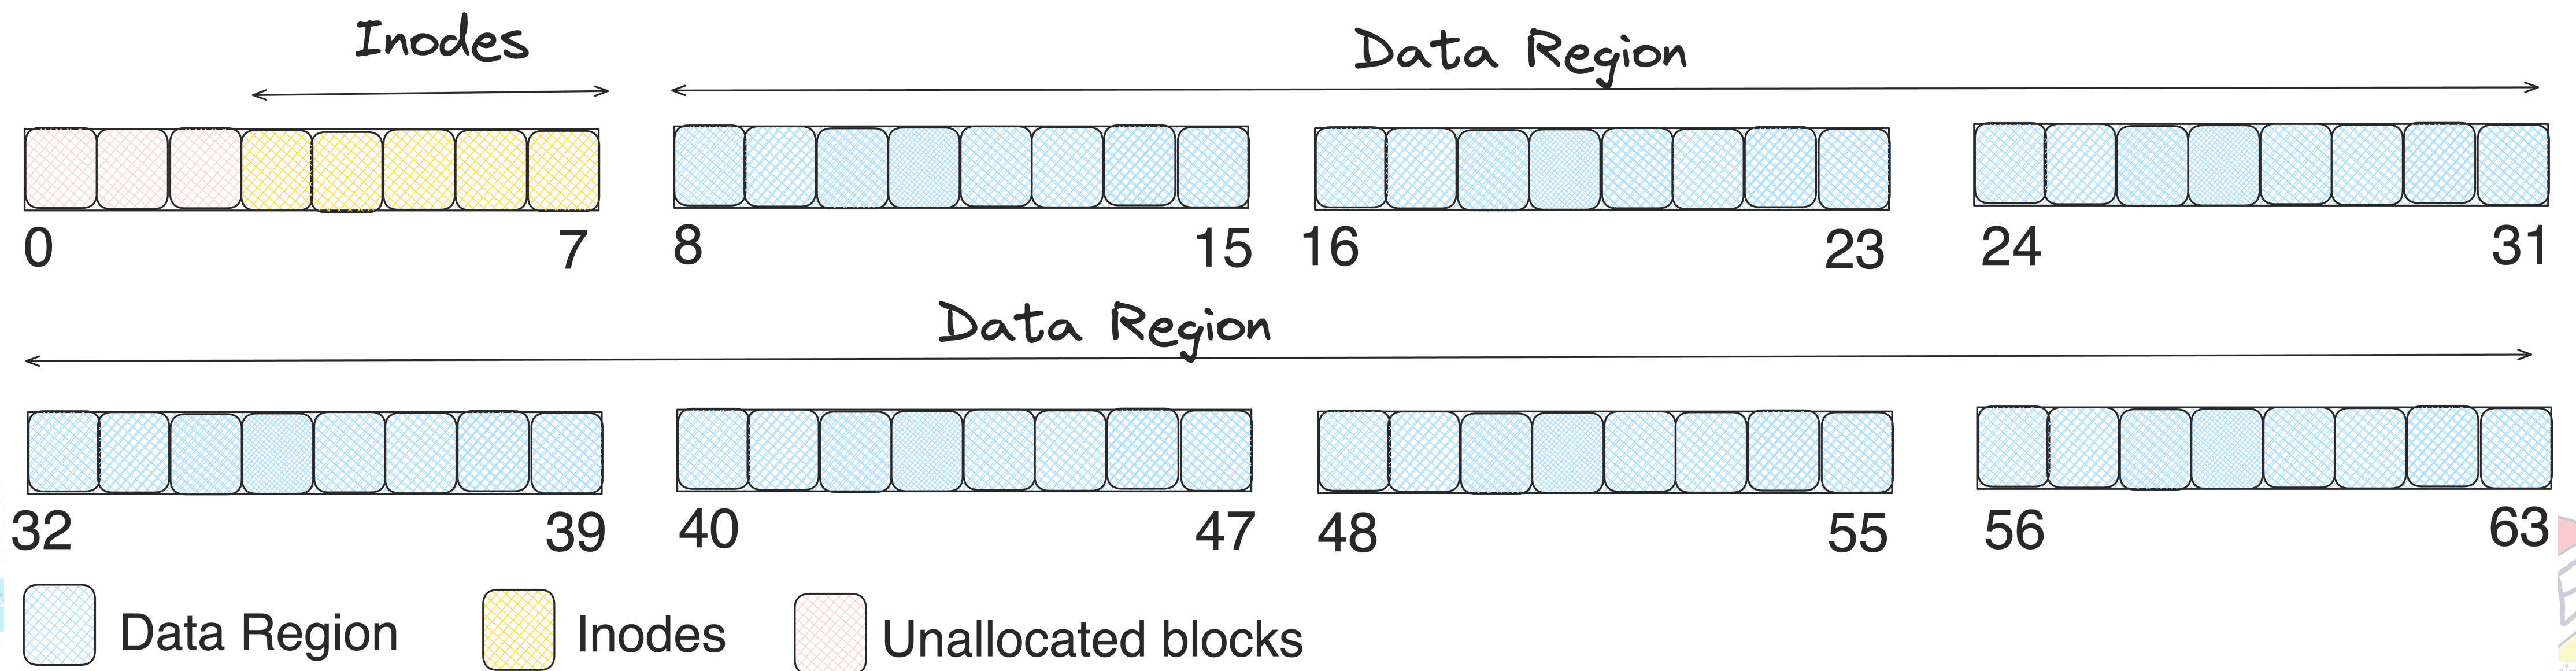 Inodes
Data Region
0 7 8 15 16 23 24 31
Data Region
32 39 40 47 48 55 56 63
Data Region Inodes Unallocated blocks